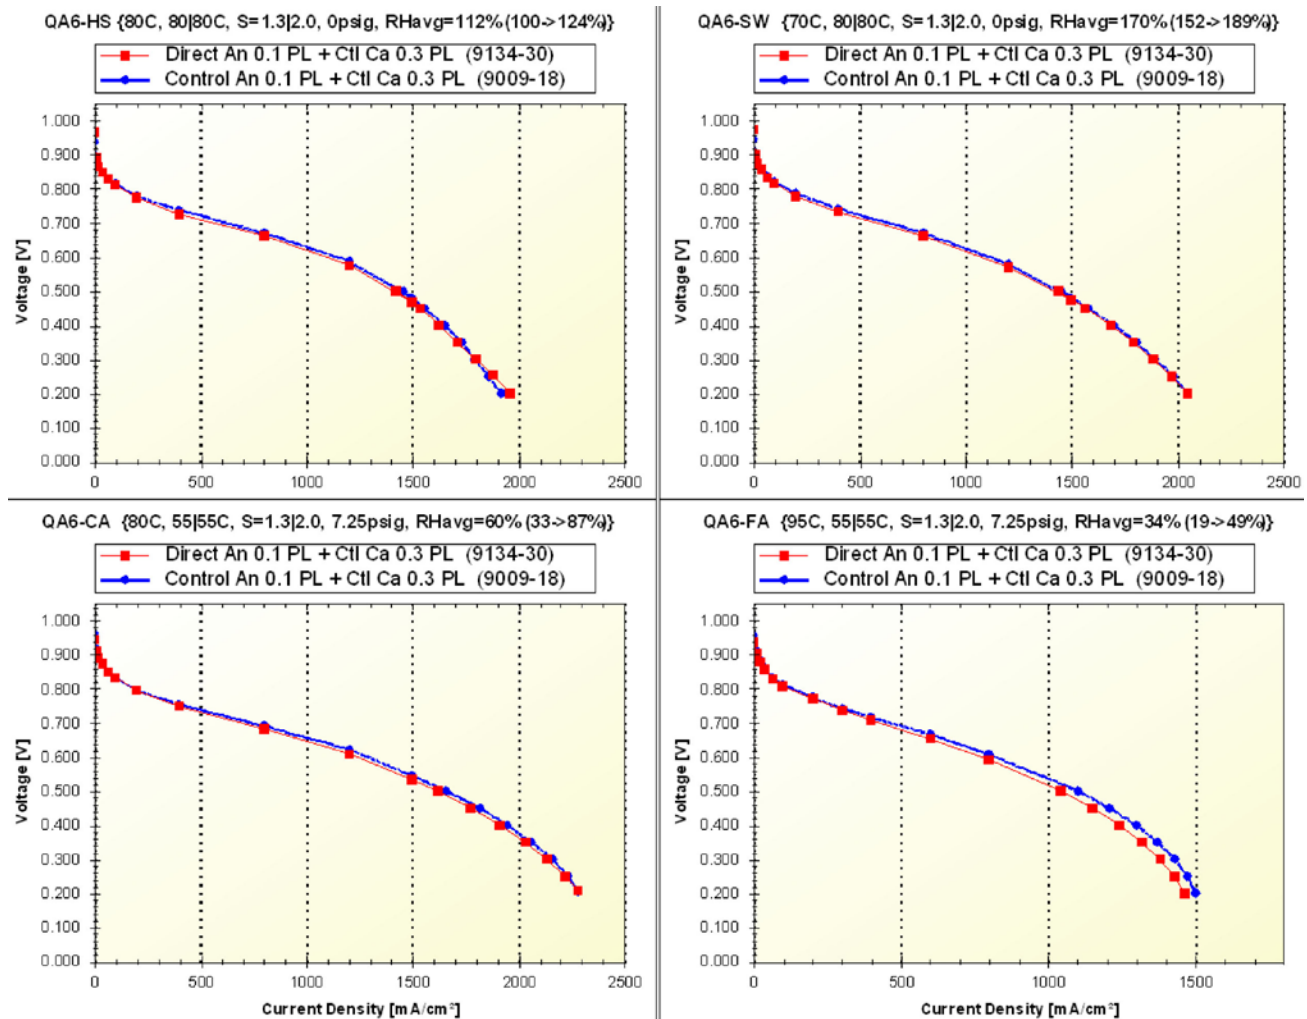 QA6-HS {80C, 80|80C, S=1.3|2.0, 0psig, RHavg=112% (100->124%)}
Direct An 0.1 PL + Ctl Ca 0.3 PL (9134-30)
Control An 0.1 PL + Ctl Ca 0.3 PL (9009-18)
Voltage [V]
1.000
0.900
0.800
0.700
0.600
0.500
0.400
0.300
0.200
0.100
0.000
0 500 1000 1500 2000 2500
QA6-SW {70C, 80|80C, S=1.3|2.0, 0psig, RHavg=170% (152->189%)}
Direct An 0.1 PL + Ctl Ca 0.3 PL (9134-30)
Control An 0.1 PL + Ctl Ca 0.3 PL (9009-18)
Voltage [V]
1.000
0.900
0.800
0.700
0.600
0.500
0.400
0.300
0.200
0.100
0.000
0 500 1000 1500 2000 2500
QA6-CA {80C, 55|55C, S=1.3|2.0, 7.25psig, RHavg=60% (33->87%)}
Direct An 0.1 PL + Ctl Ca 0.3 PL (9134-30)
Control An 0.1 PL + Ctl Ca 0.3 PL (9009-18)
Voltage [V]
1.000
0.900
0.800
0.700
0.600
0.500
0.400
0.300
0.200
0.100
0.000
0 500 1000 1500 2000 2500
Current Density [mA/cm²]
QA6-FA {95C, 55|55C, S=1.3|2.0, 7.25psig, RHavg=34% (19->49%)}
Direct An 0.1 PL + Ctl Ca 0.3 PL (9134-30)
Control An 0.1 PL + Ctl Ca 0.3 PL (9009-18)
Voltage [V]
1.000
0.900
0.800
0.700
0.600
0.500
0.400
0.300
0.200
0.100
0.000
0 500 1000 1500
Current Density [mA/cm²]